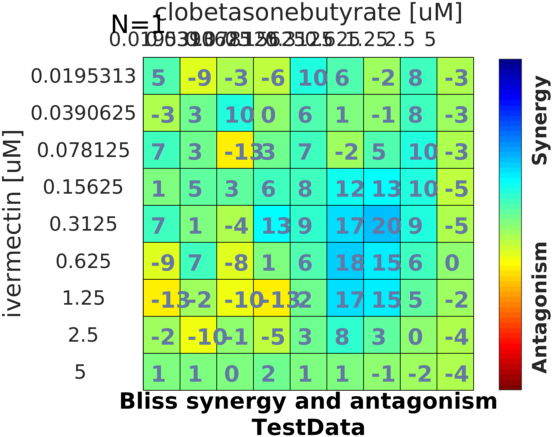 clobetasonebutyrate [uM]
N=1
2.5 5
0.0195313 5 -9 -3 -6 10 6 -2 8 -3
0.0390625 -3 3 10 0 6 1 -1 8 -3
0.078125 7 3 -13 3 7 -2 5 10 -3
0.15625 1 5 3 6 8 12 13 10 -5
0.3125 7 1 -4 13 9 17 20 9 -5
0.625 -9 7 -8 1 6 18 15 6 0
1.25 -13 -2 -10 -13 2 17 15 5 -2
2.5 -2 -10 -1 -5 3 8 3 0 -4
5 1 1 0 2 1 1 -1 -2 -4
ivermectin [uM]
Synergy
Antagonism
Bliss synergy and antagonism
TestData